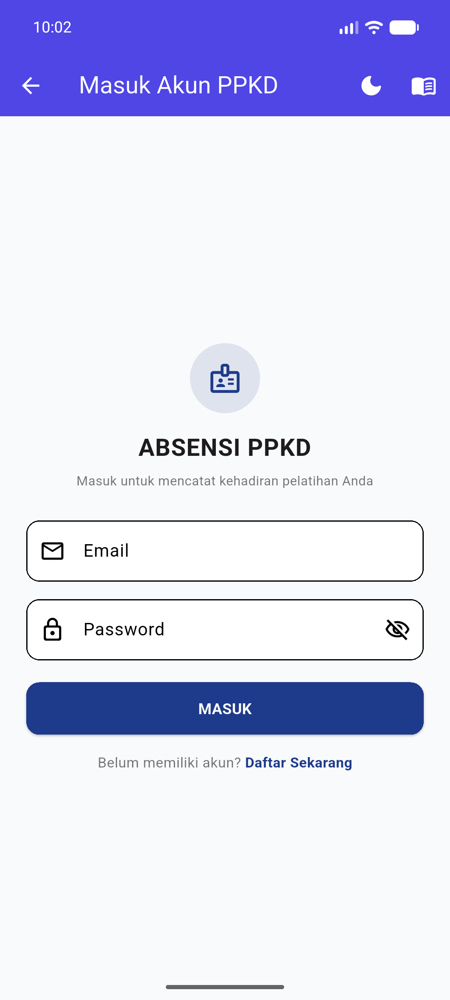 10:02
Masuk Akun PPKD
ABSENSI PPKD
Masuk untuk mencatat kehadiran pelatihan Anda
Email
Password
MASUK
Belum memiliki akun? Daftar Sekarang